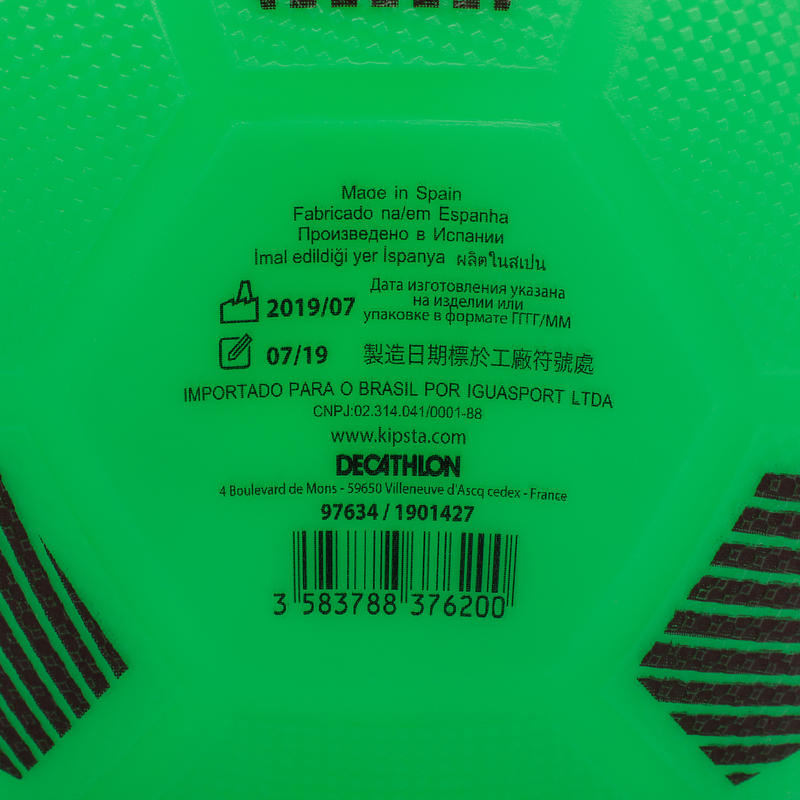 Made in Spain
Fabricado na/em Espanha
Произведено в Испании
İmal edildiği yer İspanya ผลิตในสเปน
2019/07 Дата изготовления указана
на изделии или
упаковке в формате ГГГГ/ММ
07/19 製造日期標於工廠符號處
IMPORTADO PARA O BRASIL POR IGUASPORT LTDA
CNPJ:02.314.041/0001-88
www.kipsta.com
DECATHLON
4 Boulevard de Mons - 59650 Villeneuve d'Ascq cedex - France
97634 / 1901427
3 583788 376200